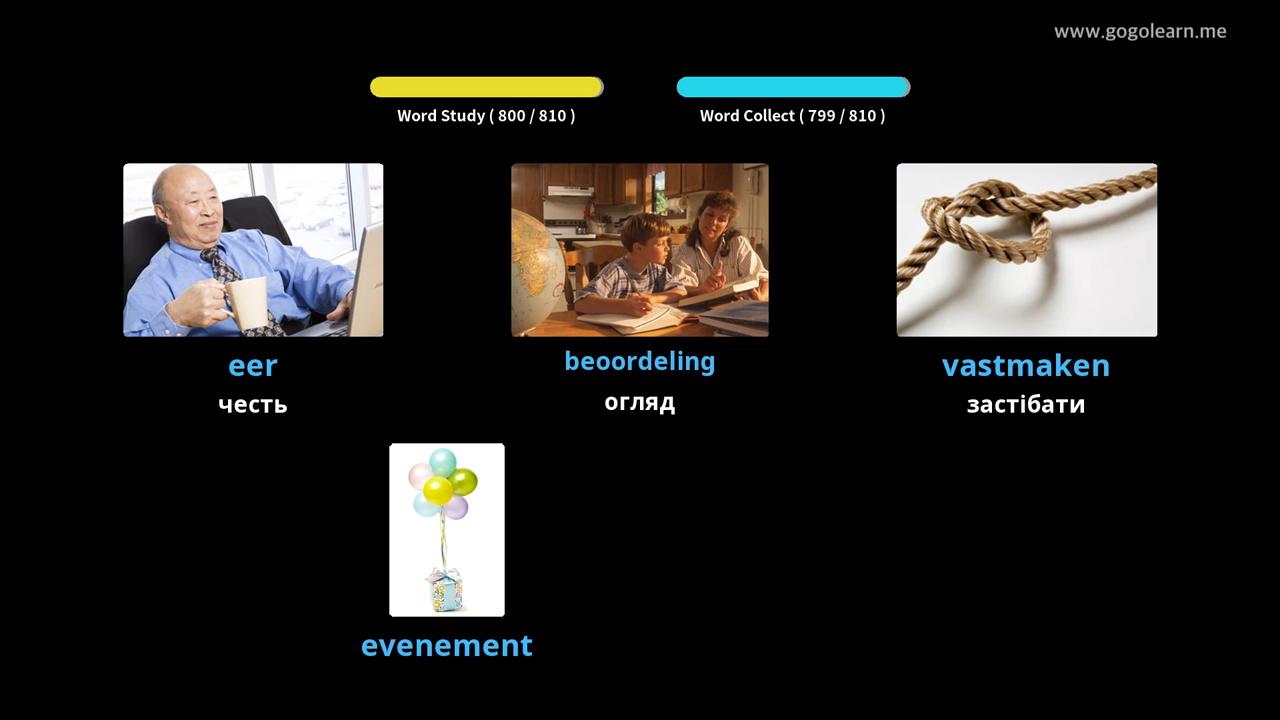 www.gogolearn.me
Word Study ( 800 / 810 )
Word Collect ( 799 / 810 )
eer
честь
beoordeling
огляд
vastmaken
застібати
evenement